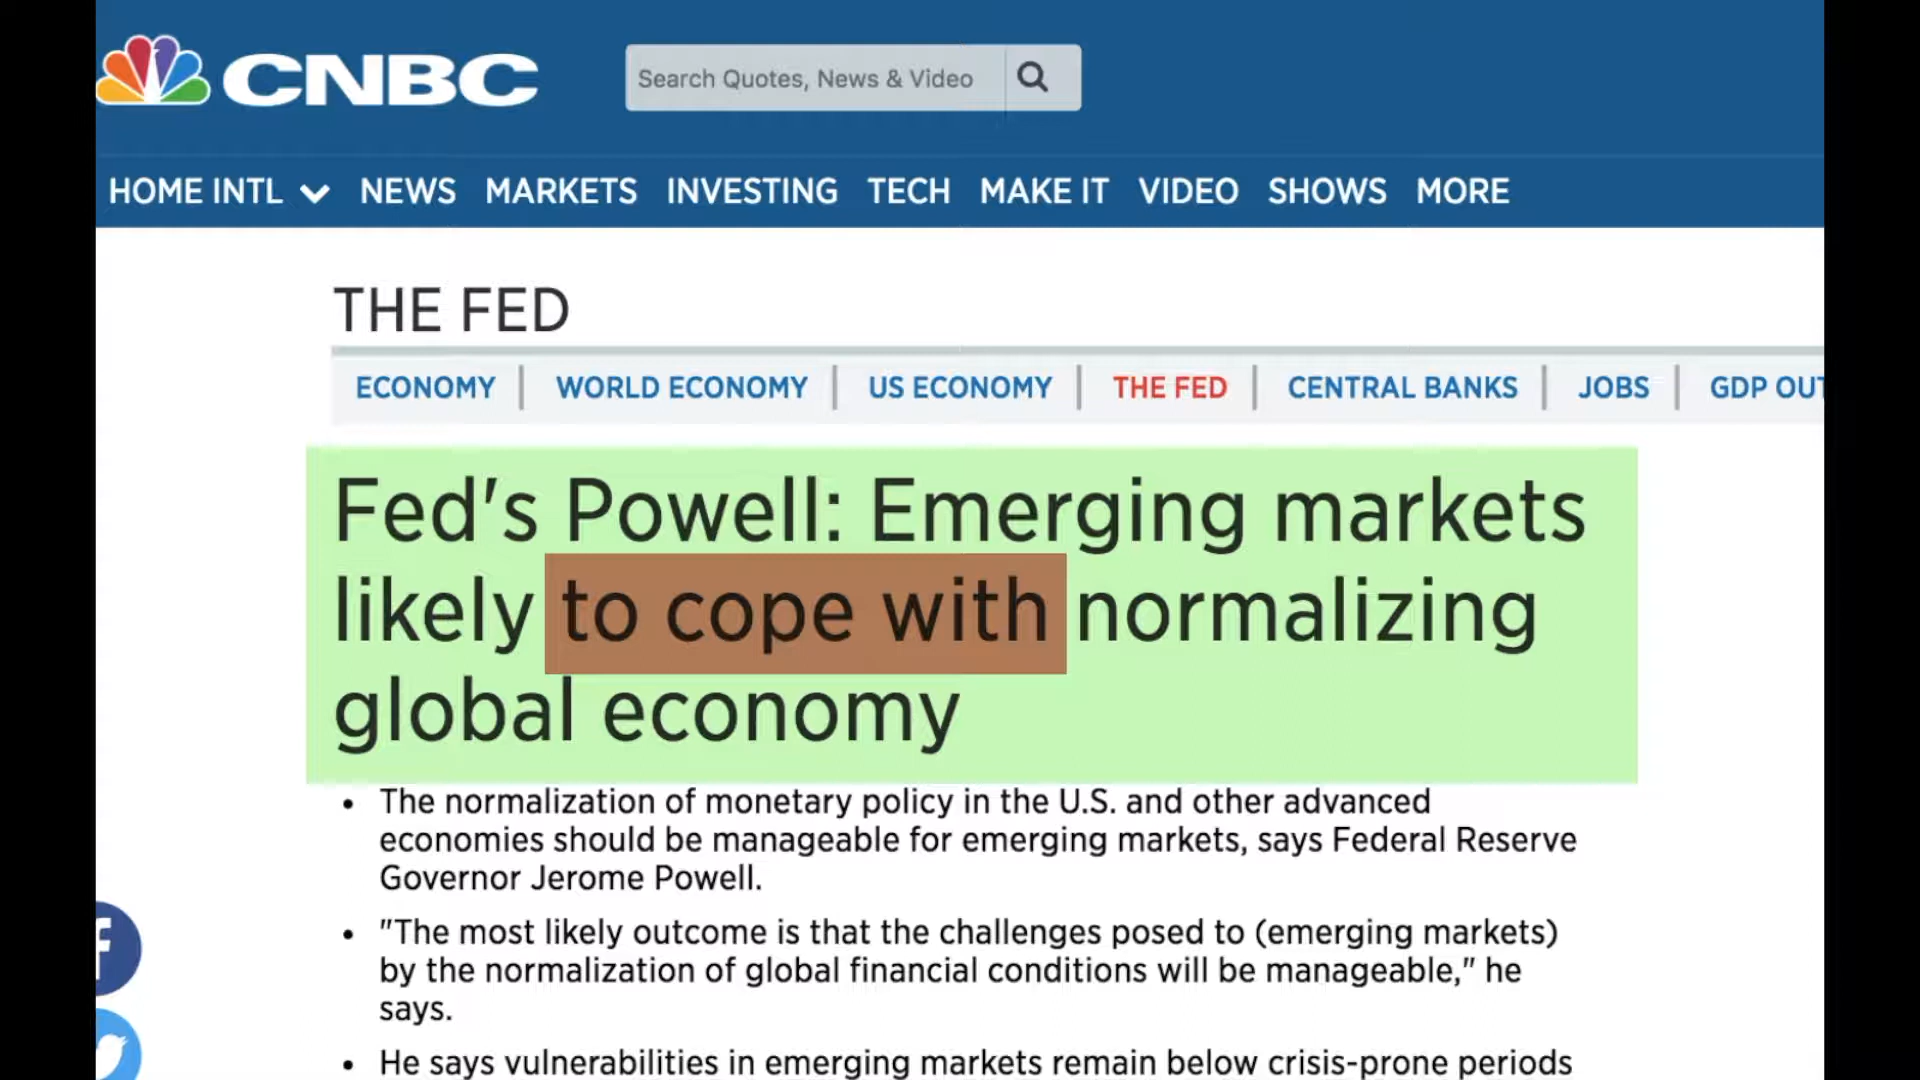 CNBC
Search Quotes, News & Video
HOME INTL NEWS MARKETS INVESTING TECH MAKE IT VIDEO SHOWS MORE
THE FED
ECONOMY WORLD ECONOMY US ECONOMY THE FED CENTRAL BANKS JOBS GDP OUT
Fed's Powell: Emerging markets
likely to cope with normalizing
global economy
• The normalization of monetary policy in the U.S. and other advanced
economies should be manageable for emerging markets, says Federal Reserve
Governor Jerome Powell.
• "The most likely outcome is that the challenges posed to (emerging markets)
by the normalization of global financial conditions will be manageable," he
says.
• He says vulnerabilities in emerging markets remain below crisis-prone periods